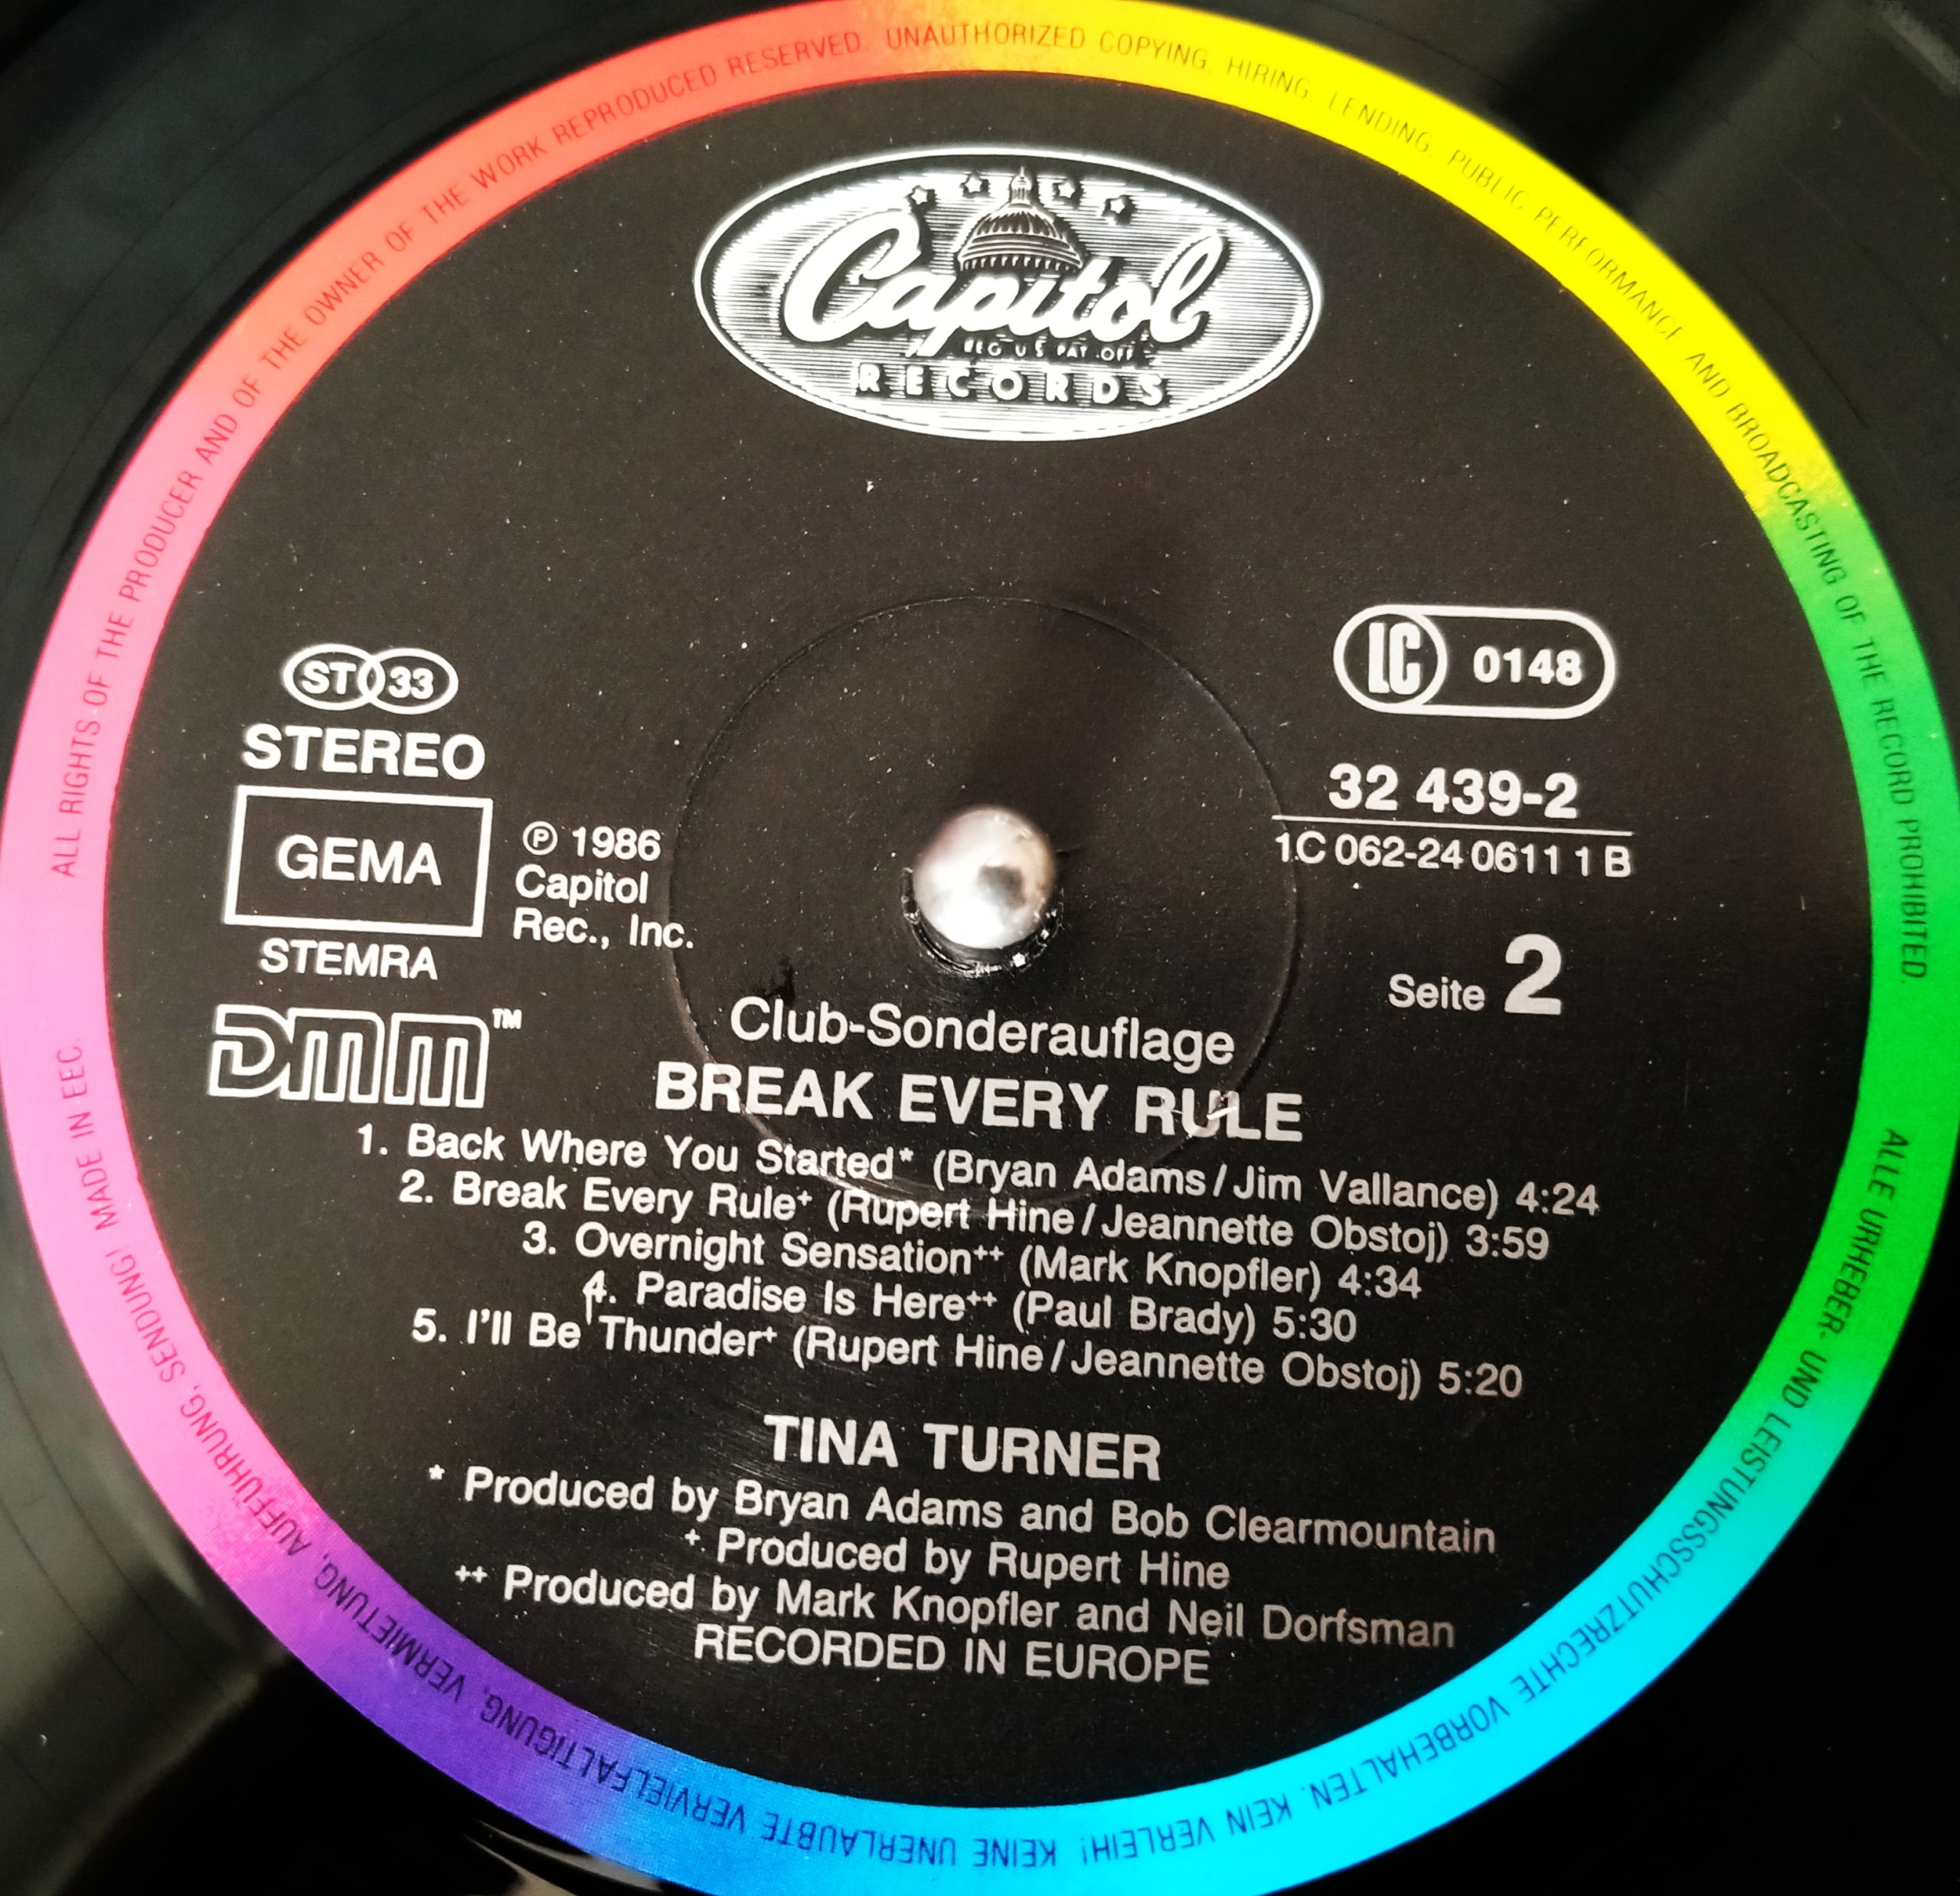 ALL RIGHTS OF THE PRODUCER AND OF THE OWNER OF THE WORK REPRODUCED RESERVED. UNAUTHORIZED COPYING, HIRING, LENDING, PUBLIC PERFORMANCE AND BROADCASTING OF THE RECORD PROHIBITED.
Capitol
REG. U.S. PAT. OFF.
RECORDS
ST 33
STEREO
GEMA
STEMRA
DMM™
℗ 1986
Capitol
Rec., Inc.
LC 0148
32 439-2
1C 062-24 0611 1 B
Seite 2
Club-Sonderauflage
BREAK EVERY RULE
1. Back Where You Started* (Bryan Adams/Jim Vallance) 4:24
2. Break Every Rule+ (Rupert Hine/Jeannette Obstoj) 3:59
3. Overnight Sensation++ (Mark Knopfler) 4:34
4. Paradise Is Here++ (Paul Brady) 5:30
5. I'll Be Thunder+ (Rupert Hine/Jeannette Obstoj) 5:20
TINA TURNER
* Produced by Bryan Adams and Bob Clearmountain
+ Produced by Rupert Hine
++ Produced by Mark Knopfler and Neil Dorfsman
RECORDED IN EUROPE
ALLE URHEBER- UND LEISTUNGSSCHUTZRECHTE VORBEHALTEN. KEIN VERLEIH! KEINE UNERLAUBTE VERVIELFÄLTIGUNG, VERMIETUNG, AUFFÜHRUNG, SENDUNG! MADE IN EEC.